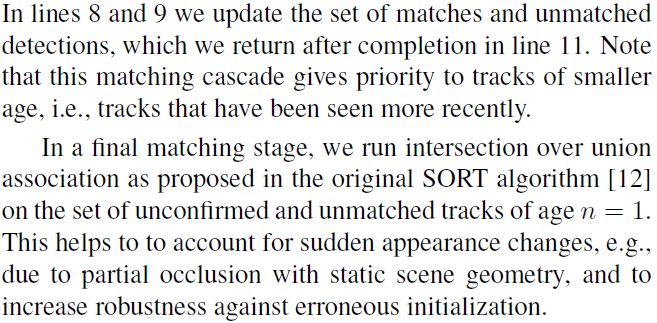 In lines 8 and 9 we update the set of matches and unmatched
detections, which we return after completion in line 11. Note
that this matching cascade gives priority to tracks of smaller
age, i.e., tracks that have been seen more recently.
In a final matching stage, we run intersection over union
association as proposed in the original SORT algorithm [12]
on the set of unconfirmed and unmatched tracks of age n = 1.
This helps to to account for sudden appearance changes, e.g.,
due to partial occlusion with static scene geometry, and to
increase robustness against erroneous initialization.